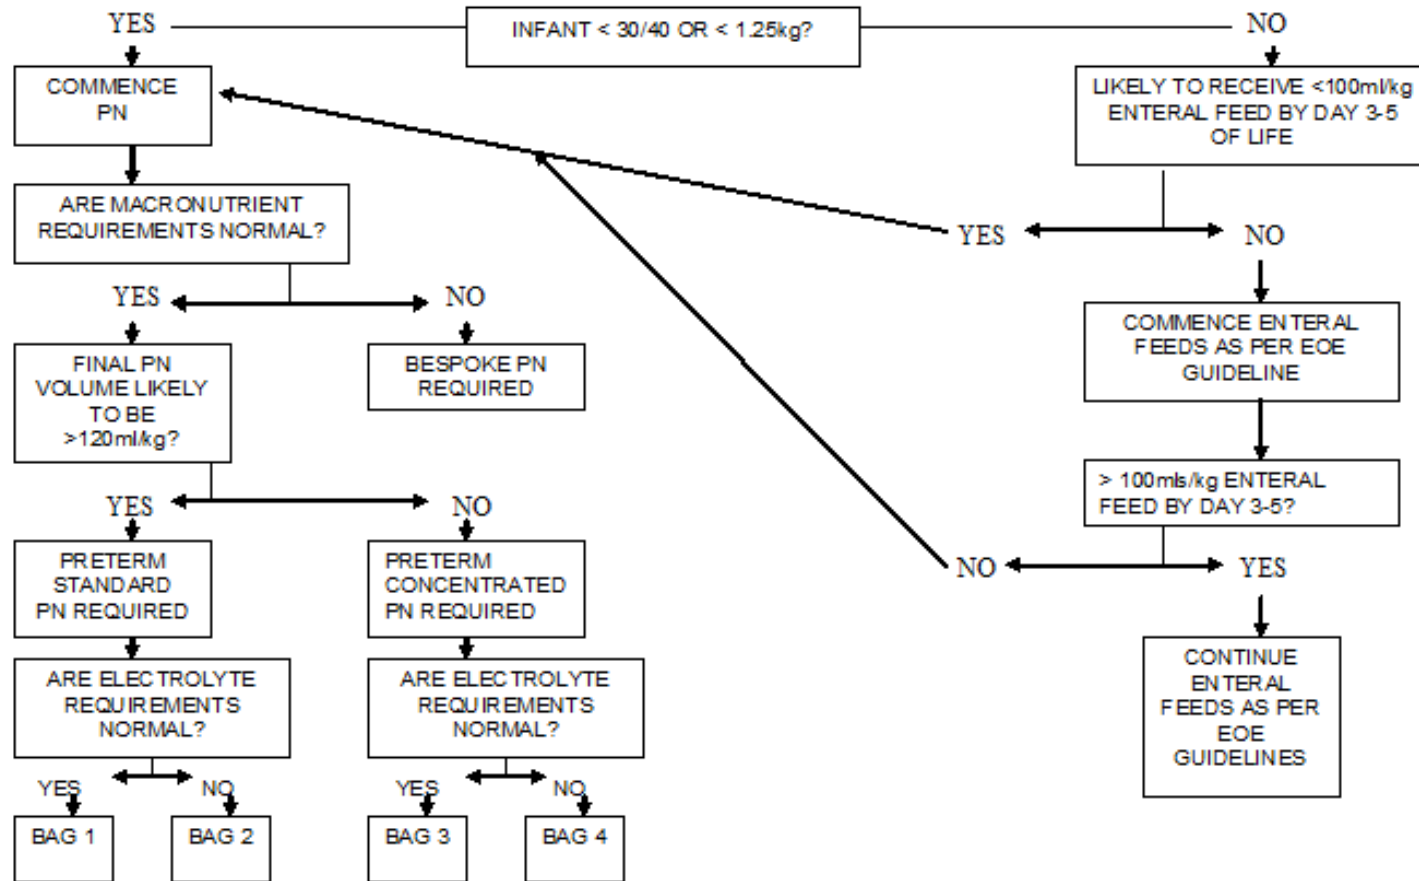 YES
INFANT < 30/40 OR < 1.25kg?
NO
COMMENCE
PN
LIKELY TO RECEIVE <100ml/kg
ENTERAL FEED BY DAY 3-5
OF LIFE
ARE MACRONUTRIENT
REQUIREMENTS NORMAL?
YES
NO
YES
NO
COMMENCE ENTERAL
FEEDS AS PER EOE
GUIDELINE
FINAL PN
VOLUME LIKELY
TO BE
>120ml/kg?
BESPOKE PN
REQUIRED
> 100mls/kg ENTERAL
FEED BY DAY 3-5?
YES
NO
NO
YES
PRETERM
STANDARD
PN REQUIRED
PRETERM
CONCENTRATED
PN REQUIRED
CONTINUE
ENTERAL
FEEDS AS PER
EOE
GUIDELINES
ARE ELECTROLYTE
REQUIREMENTS
NORMAL?
ARE ELECTROLYTE
REQUIREMENTS
NORMAL?
YES
NO
YES
NO
BAG 1
BAG 2
BAG 3
BAG 4